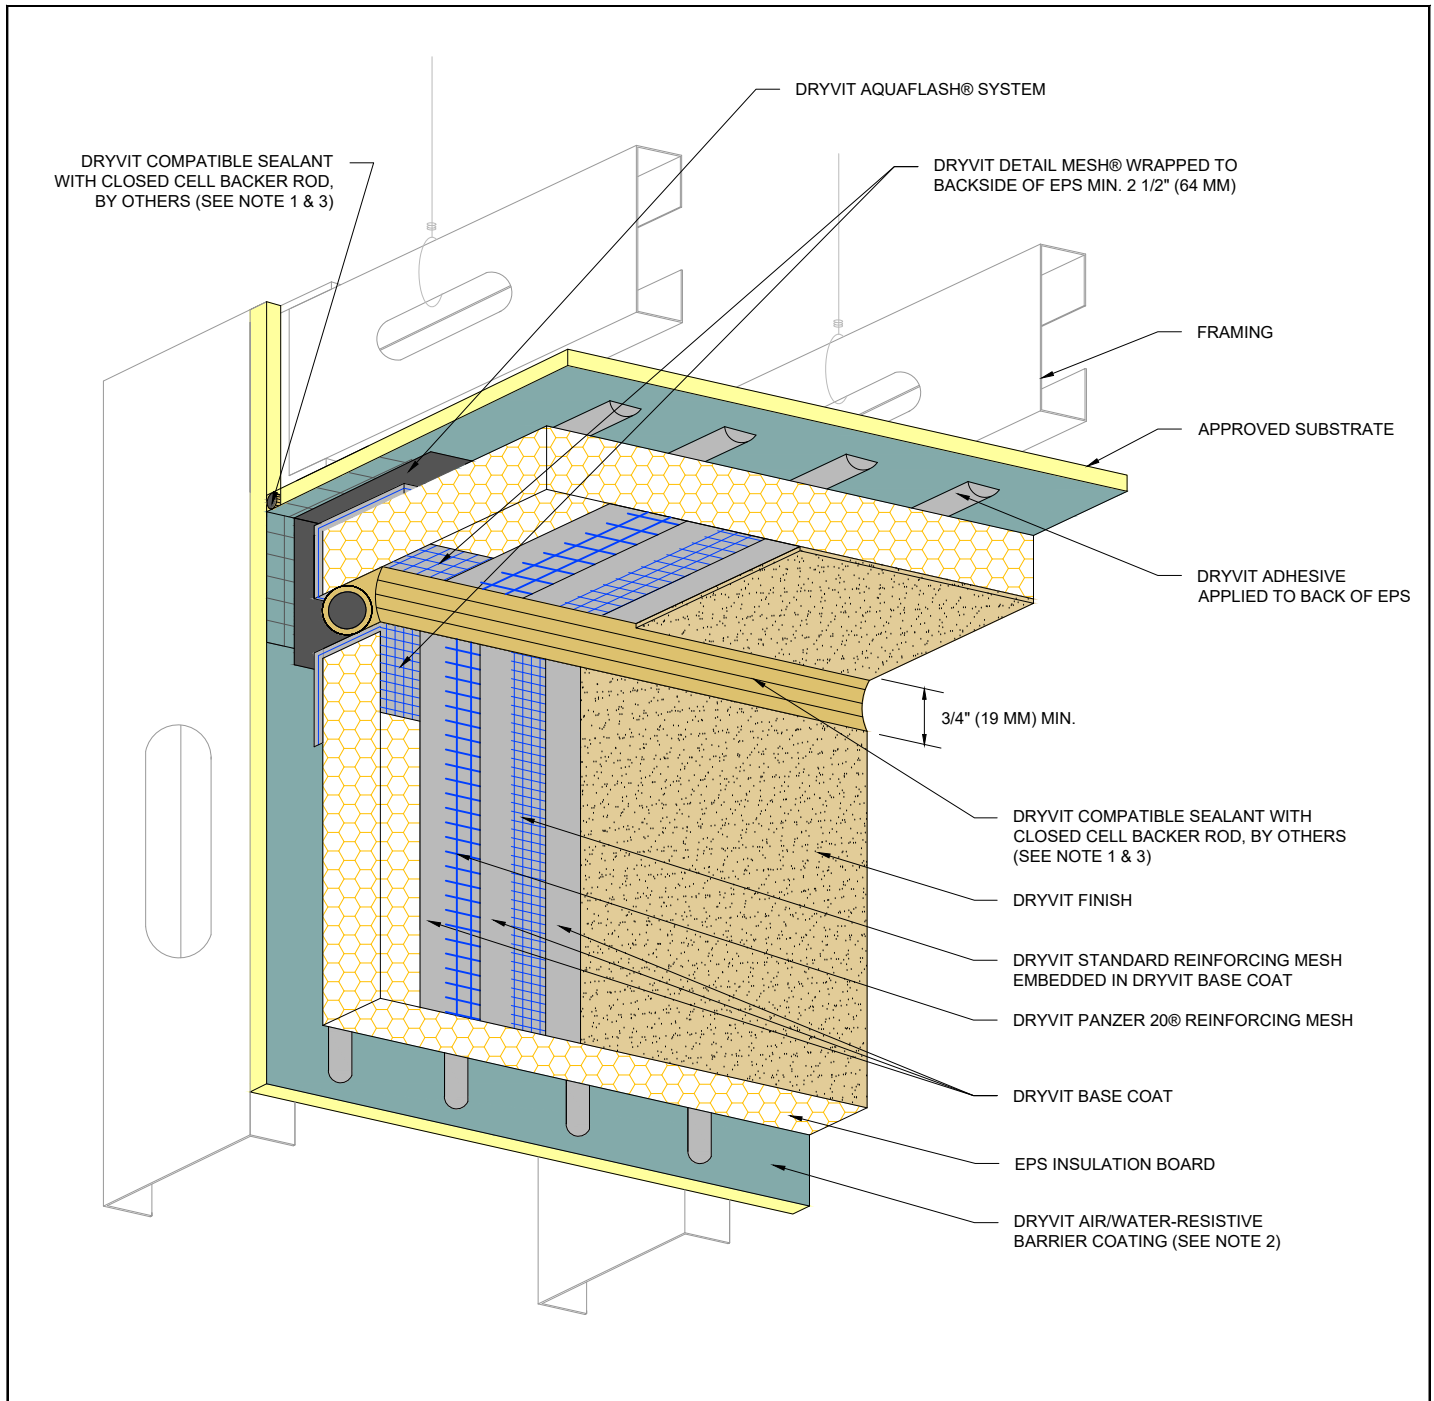 DRYVIT AQUAFLASH® SYSTEM
DRYVIT COMPATIBLE SEALANT
WITH CLOSED CELL BACKER ROD,
BY OTHERS (SEE NOTE 1 & 3)
DRYVIT DETAIL MESH® WRAPPED TO
BACKSIDE OF EPS MIN. 2 1/2" (64 MM)
FRAMING
APPROVED SUBSTRATE
DRYVIT ADHESIVE
APPLIED TO BACK OF EPS
3/4" (19 MM) MIN.
DRYVIT COMPATIBLE SEALANT WITH
CLOSED CELL BACKER ROD, BY OTHERS
(SEE NOTE 1 & 3)
DRYVIT FINISH
DRYVIT STANDARD REINFORCING MESH
EMBEDDED IN DRYVIT BASE COAT
DRYVIT PANZER 20® REINFORCING MESH
DRYVIT BASE COAT
EPS INSULATION BOARD
DRYVIT AIR/WATER-RESISTIVE
BARRIER COATING (SEE NOTE 2)